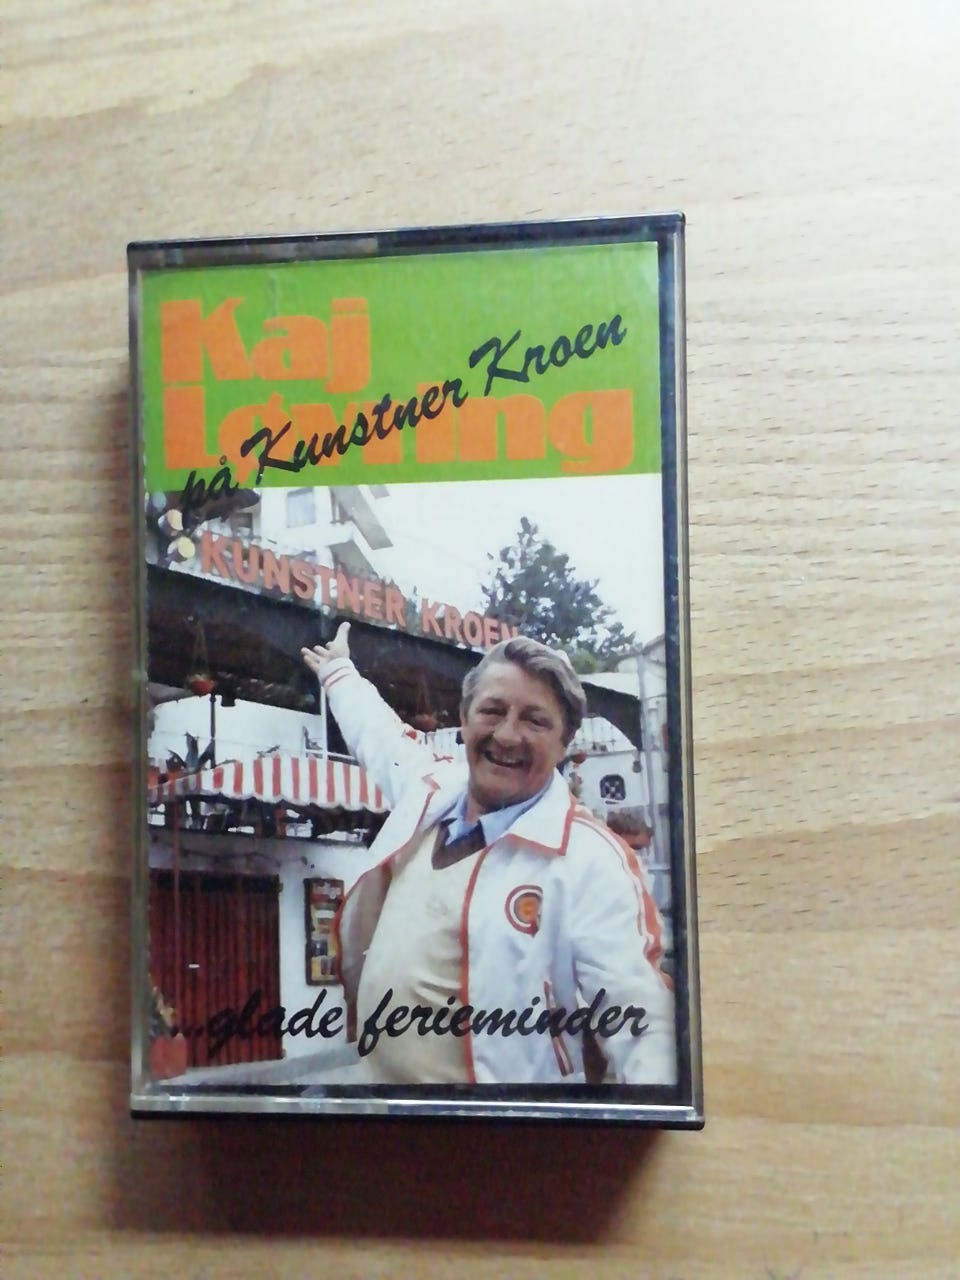 Kaj
Løvring
på Kunstner Kroen
KUNSTNER KROEN
...glade ferieminder